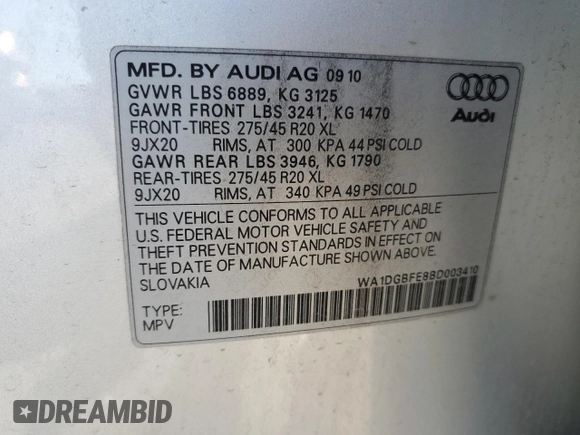 MFD. BY AUDI AG 09 10
GVWR LBS 6889, KG 3125
GAWR FRONT LBS 3241, KG 1470
FRONT-TIRES 275/45 R20 XL
9JX20 RIMS, AT 300 KPA 44 PSI COLD
GAWR REAR LBS 3946, KG 1790
REAR-TIRES 275/45 R20 XL
9JX20 RIMS, AT 340 KPA 49 PSI COLD
Audi
THIS VEHICLE CONFORMS TO ALL APPLICABLE
U.S. FEDERAL MOTOR VEHICLE SAFETY AND
THEFT PREVENTION STANDARDS IN EFFECT ON
THE DATE OF MANUFACTURE SHOWN ABOVE.
SLOVAKIA
WA1DGBFE8BD003410
TYPE:
MPV
DREAMBID